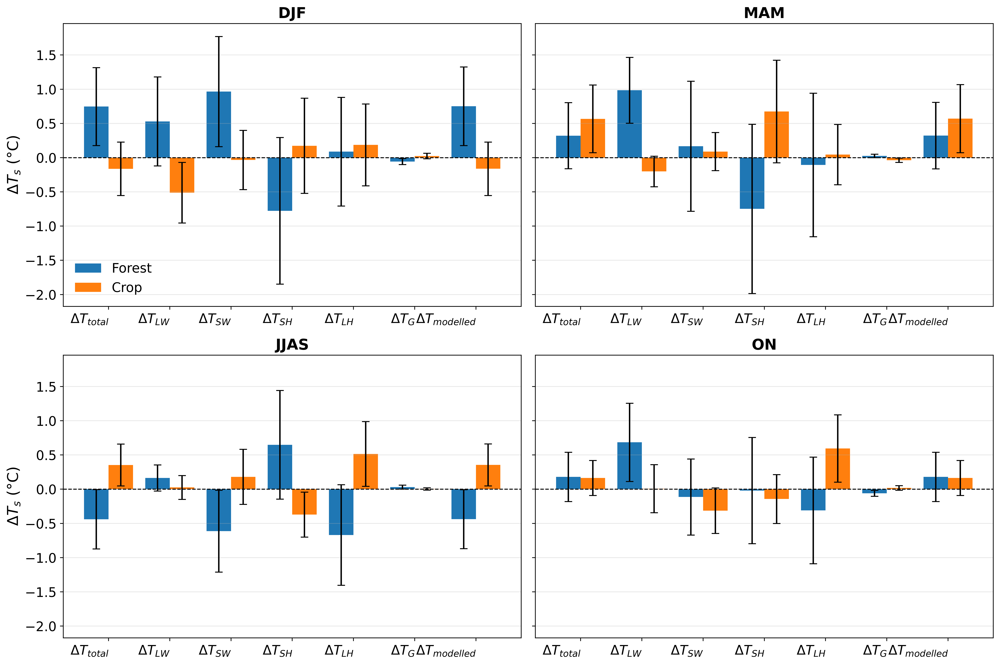 DJF
MAM
ΔT_s (°C)
1.5
1.0
0.5
0.0
−0.5
−1.0
−1.5
−2.0
Forest
Crop
ΔT_total ΔT_LW ΔT_SW ΔT_SH ΔT_LH ΔT_G ΔT_modelled
ΔT_total ΔT_LW ΔT_SW ΔT_SH ΔT_LH ΔT_G ΔT_modelled
JJAS
ON
ΔT_s (°C)
1.5
1.0
0.5
0.0
−0.5
−1.0
−1.5
−2.0
ΔT_total ΔT_LW ΔT_SW ΔT_SH ΔT_LH ΔT_G ΔT_modelled
ΔT_total ΔT_LW ΔT_SW ΔT_SH ΔT_LH ΔT_G ΔT_modelled